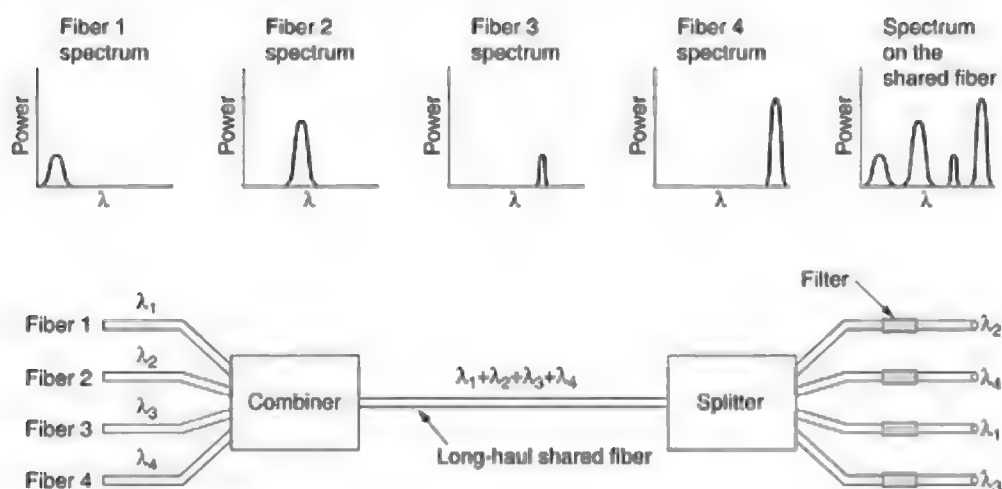 Fiber 1
spectrum
Fiber 2
spectrum
Fiber 3
spectrum
Fiber 4
spectrum
Spectrum
on the
shared fiber
Power
Power
Power
Power
Power
λ
λ
λ
λ
λ
Filter
Fiber 1
λ₁
λ₂
Fiber 2
λ₂
λ₄
Combiner
λ₁+λ₂+λ₃+λ₄
Splitter
Fiber 3
λ₃
λ₁
Long-haul shared fiber
Fiber 4
λ₄
λ₃